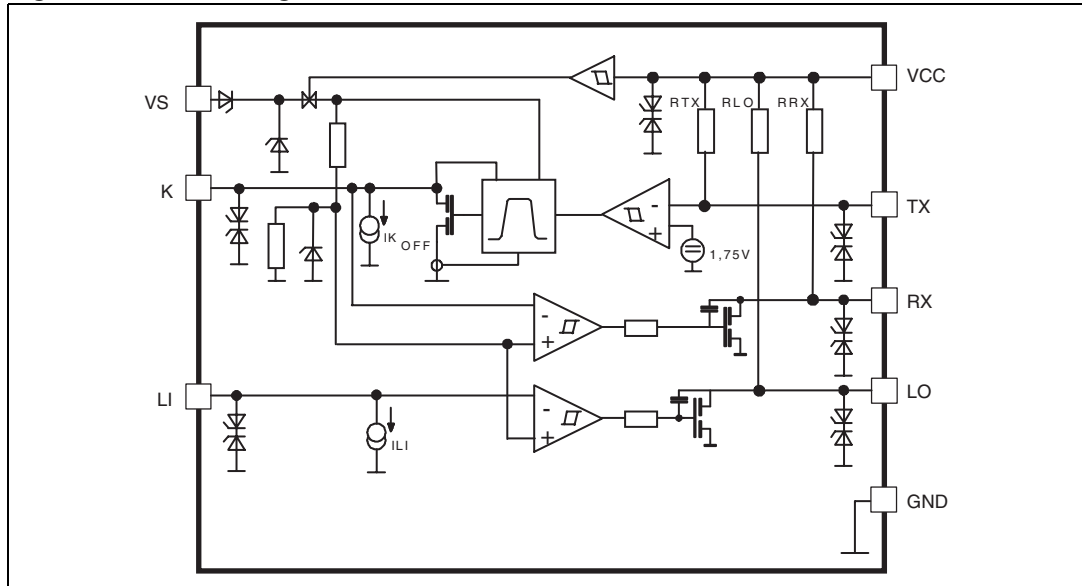 VCC
VS
RTX RLO RRX
K
TX
-
+
IK OFF
1,75V
-
+
RX
LI
-
+
LO
ILI
GND